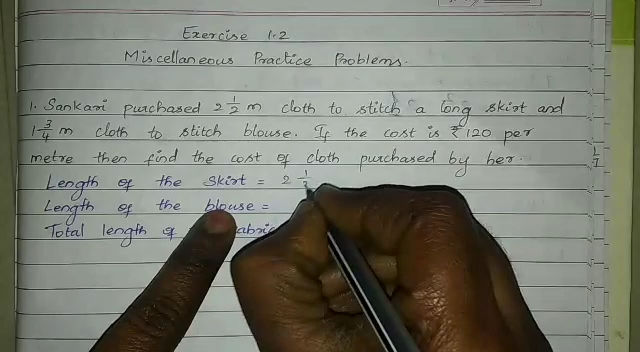 Exercise 1.2
Miscellaneous Practice Problems.
1. Sankari purchased 2 1/2 m cloth to stitch a long skirt and
1 3/4 m cloth to stitch blouse. If the cost is ₹ 120 per
metre then find the cost of cloth purchased by her.
Length of the skirt = 2 1/
Length of the blouse =
Total length of